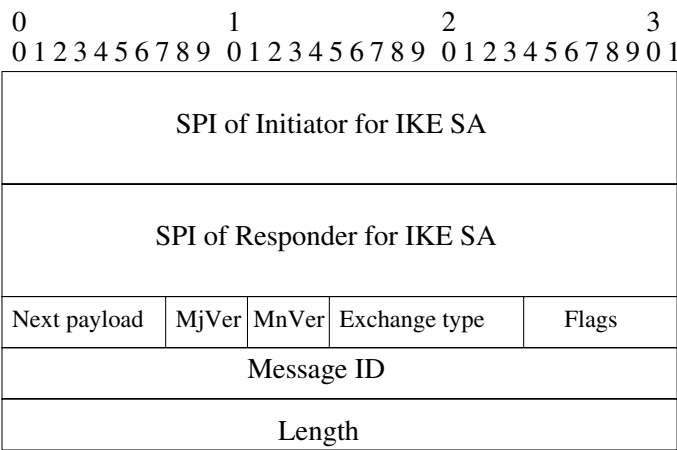 0 1 2 3
0 1 2 3 4 5 6 7 8 9 0 1 2 3 4 5 6 7 8 9 0 1 2 3 4 5 6 7 8 9 0 1
SPI of Initiator for IKE SA
SPI of Responder for IKE SA
Next payload MjVer MnVer Exchange type Flags
Message ID
Length